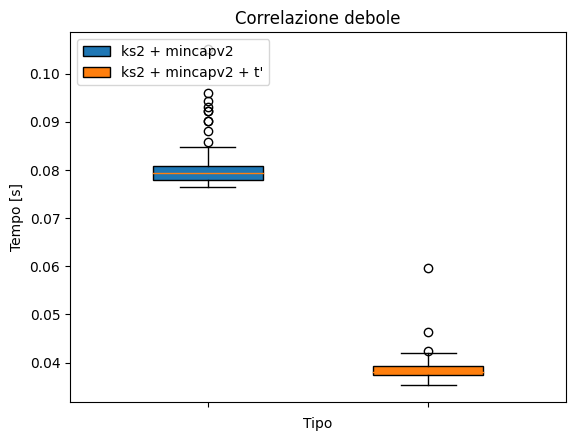 Correlazione debole
ks2 + mincapv2
ks2 + mincapv2 + t'
Tempo [s]
0.10
0.09
0.08
0.07
0.06
0.05
0.04
Tipo